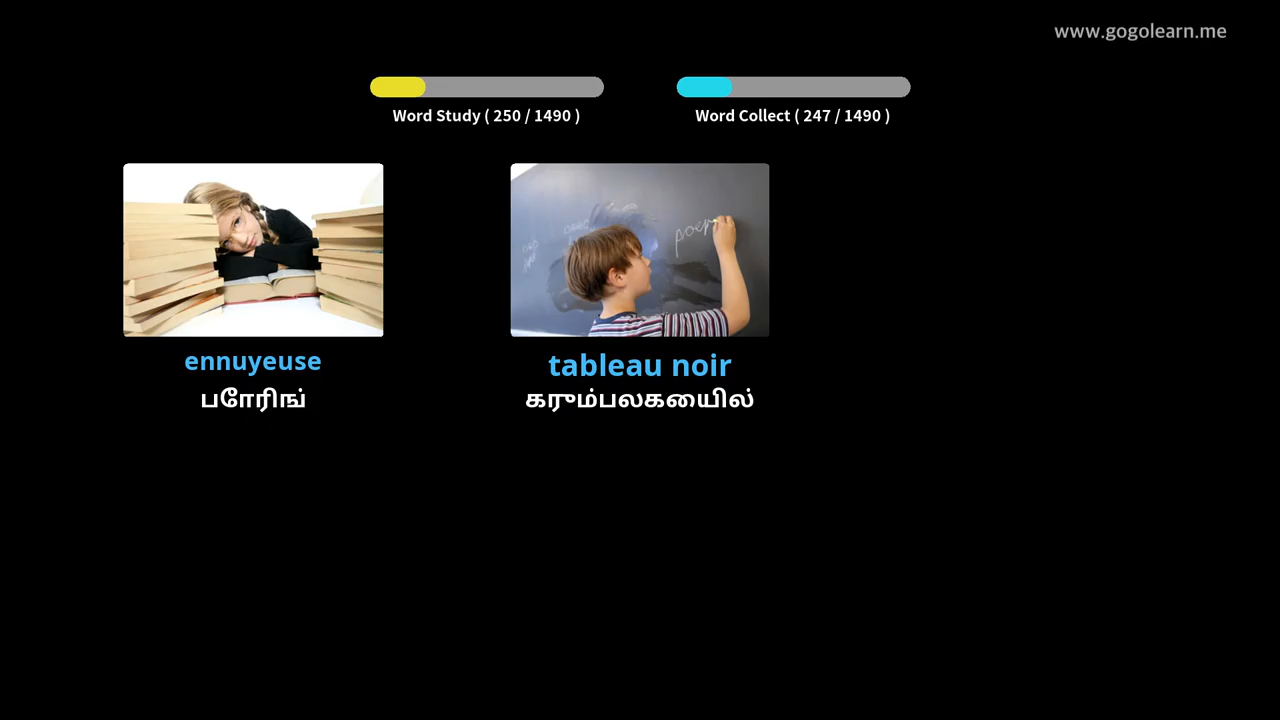 www.gogolearn.me
Word Study ( 250 / 1490 )
Word Collect ( 247 / 1490 )
ennuyeuse
போரிங்
tableau noir
கரும்பலகையில்